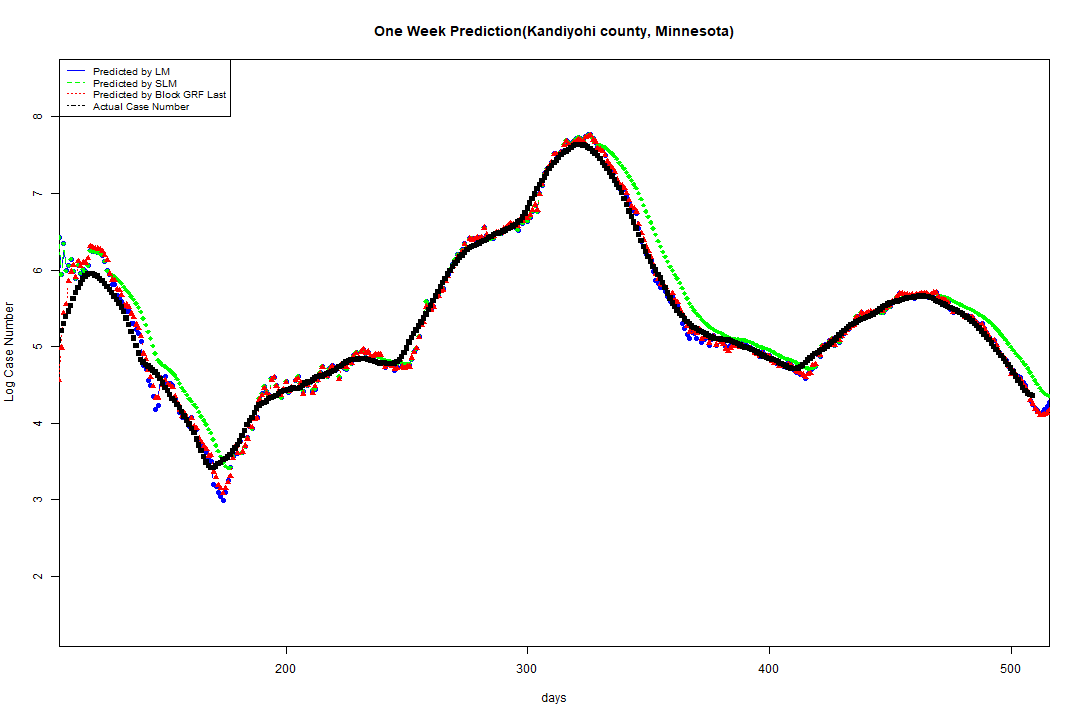 One Week Prediction(Kandiyohi county, Minnesota)
Predicted by LM
Predicted by SLM
Predicted by Block GRF Last
Actual Case Number
8
7
6
5
4
3
2
Log Case Number
200 300 400 500
days